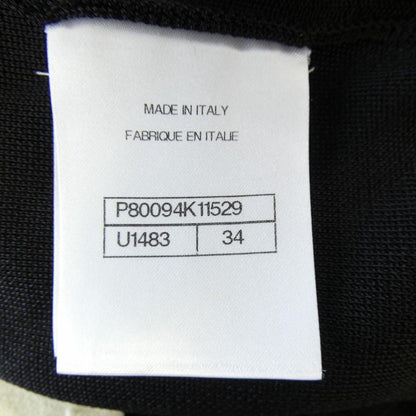 MADE IN ITALY
FABRIQUE EN ITALIE
P80094K11529
U1483 34